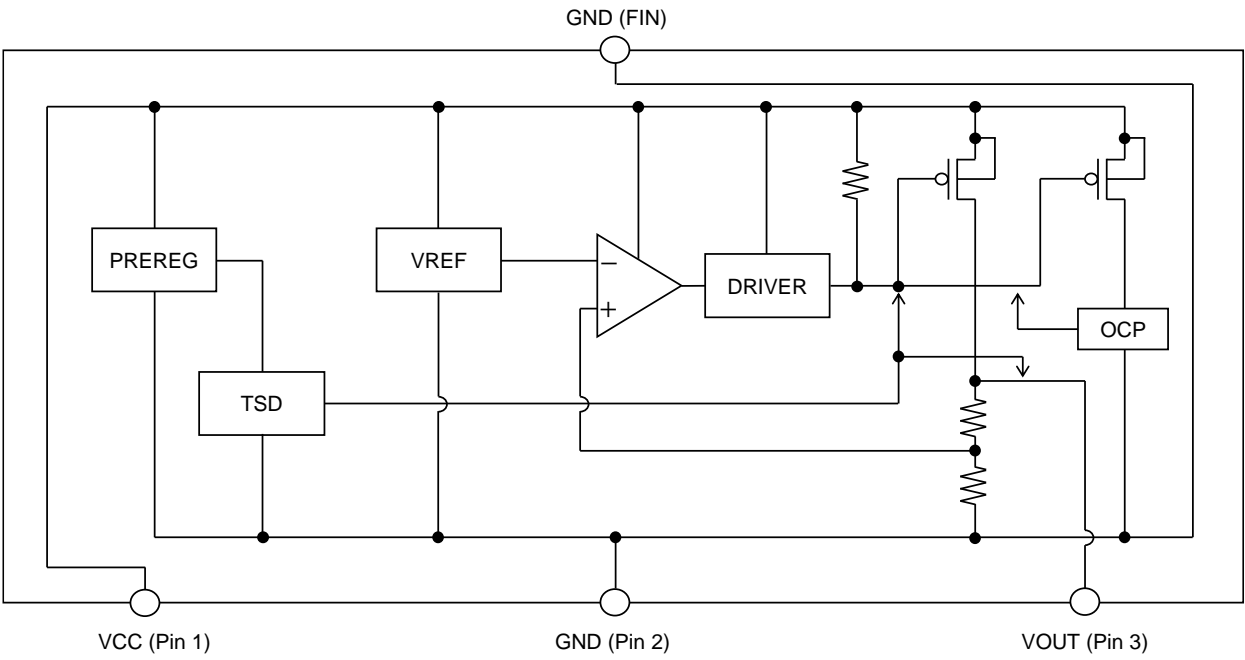 GND (FIN)
PREREG
VREF
−
+
DRIVER
OCP
TSD
VCC (Pin 1)
GND (Pin 2)
VOUT (Pin 3)